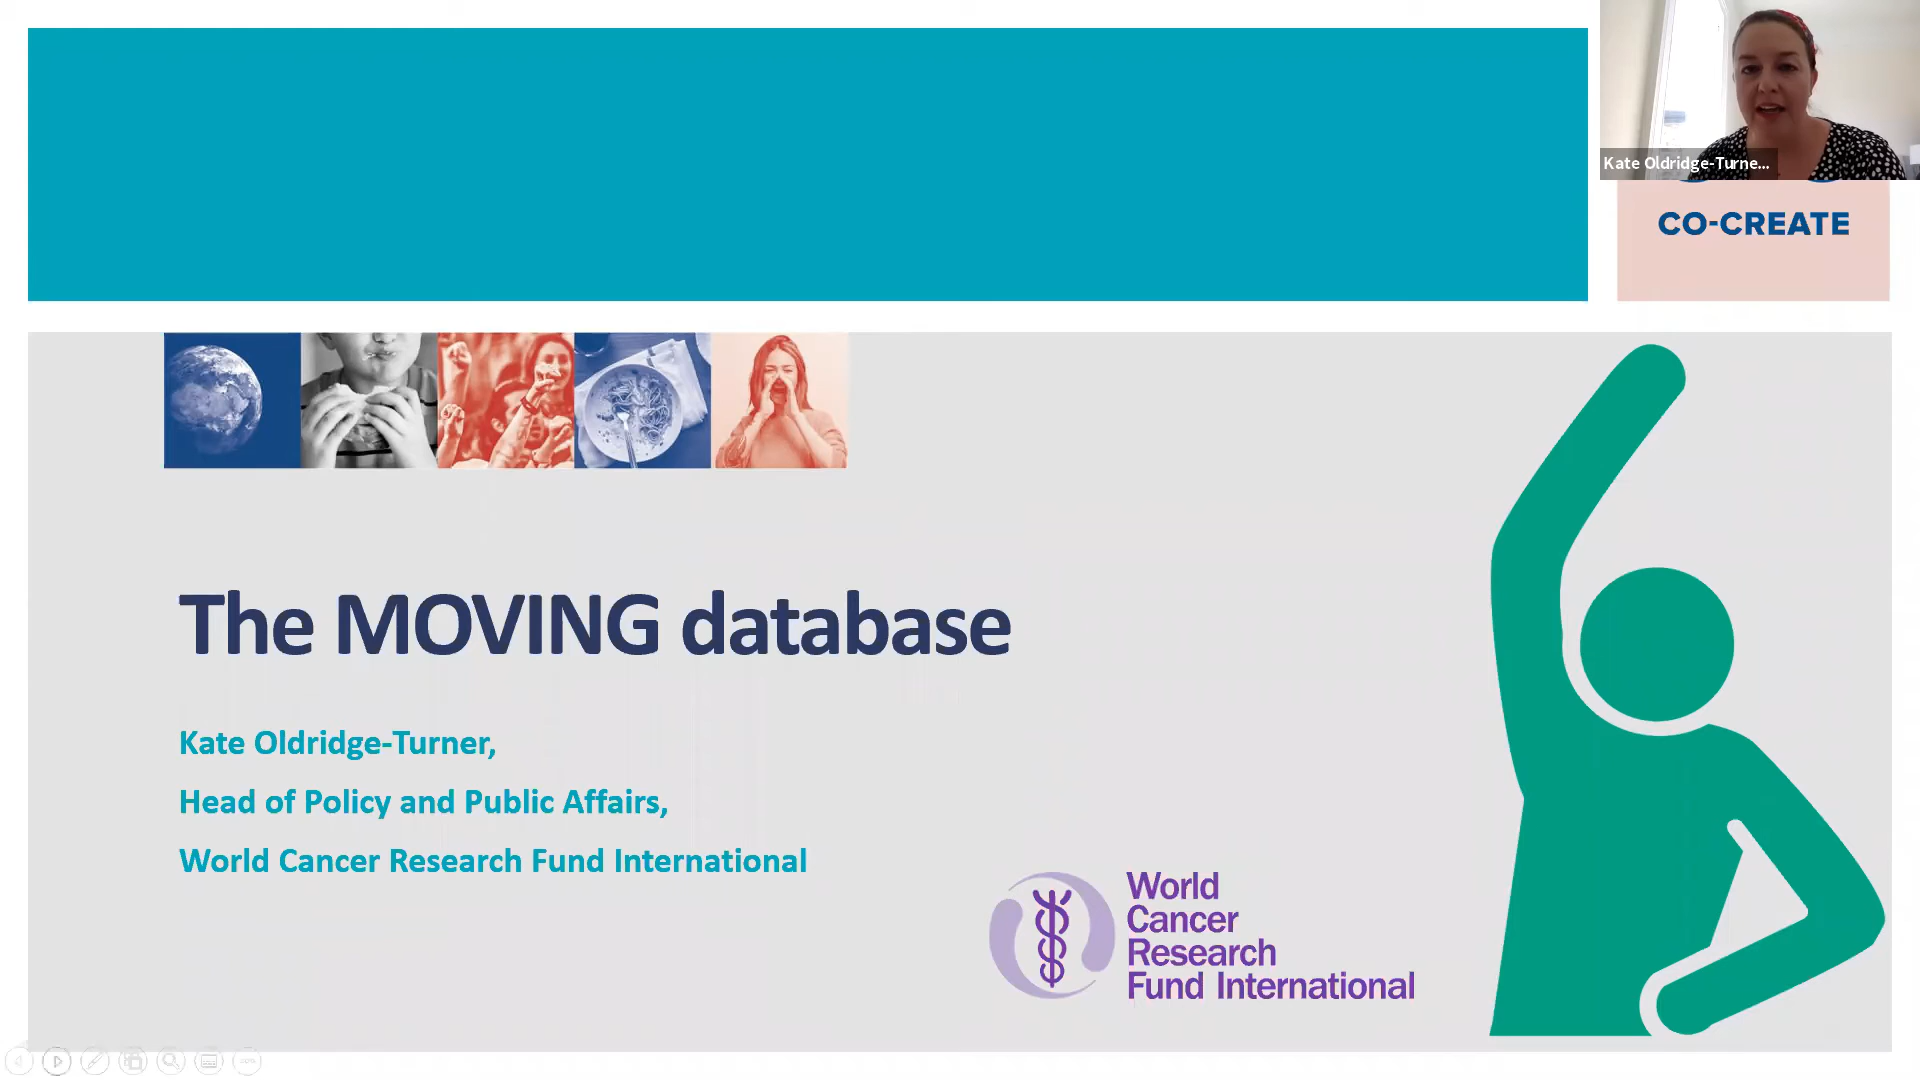 Kate Oldridge-Turne...
CO-CREATE
The MOVING database
Kate Oldridge-Turner,
Head of Policy and Public Affairs,
World Cancer Research Fund International
World
Cancer
Research
Fund International